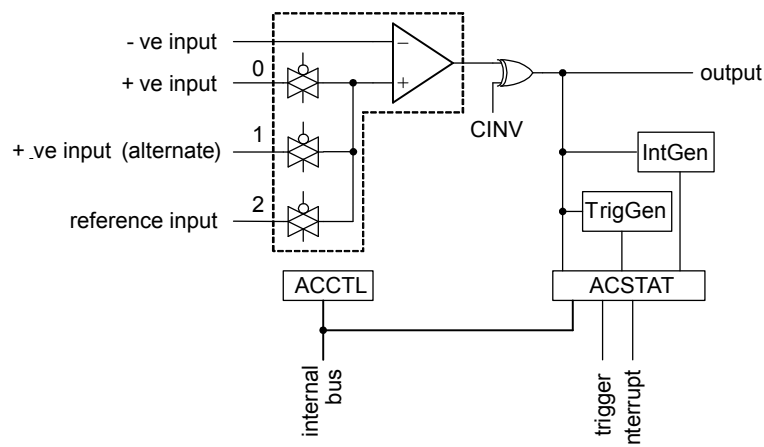 - ve input
−
0
+ ve input
+
output
CINV
1
+ -ve input (alternate)
IntGen
2
reference input
TrigGen
ACCTL
ACSTAT
internal
bus
trigger
nterrupt